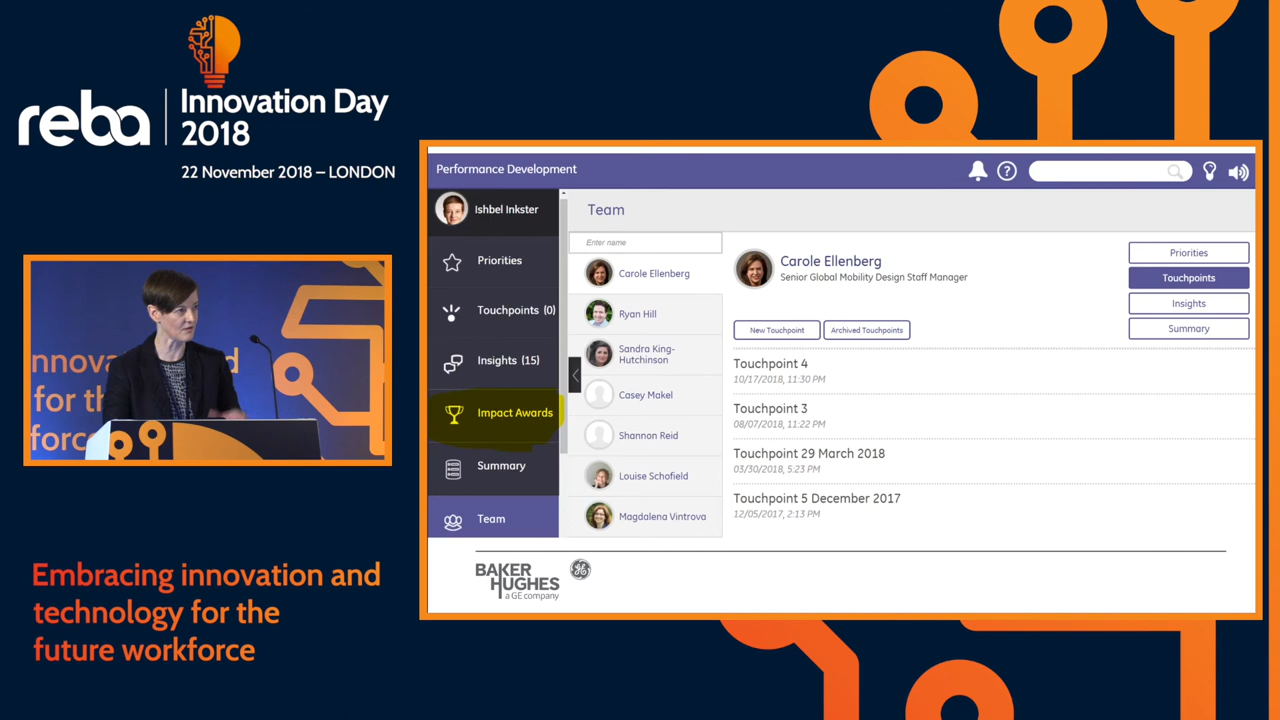 reba
Innovation Day
2018
22 November 2018 – LONDON
Performance Development
Ishbel Inkster
Priorities
Touchpoints (0)
Insights (15)
Impact Awards
Summary
Team
Team
Enter name
Carole Ellenberg
Ryan Hill
Sandra King-
Hutchinson
Casey Makel
Shannon Reid
Louise Schofield
Magdalena Vintrova
Carole Ellenberg
Senior Global Mobility Design Staff Manager
Priorities
Touchpoints
Insights
Summary
New Touchpoint
Archived Touchpoints
Touchpoint 4
10/17/2018, 11:30 PM
Touchpoint 3
08/07/2018, 11:22 PM
Touchpoint 29 March 2018
03/30/2018, 5:23 PM
Touchpoint 5 December 2017
12/05/2017, 2:13 PM
BAKER
HUGHES
a GE company
nnova
d
for th
force
Embracing innovation and
technology for the
future workforce